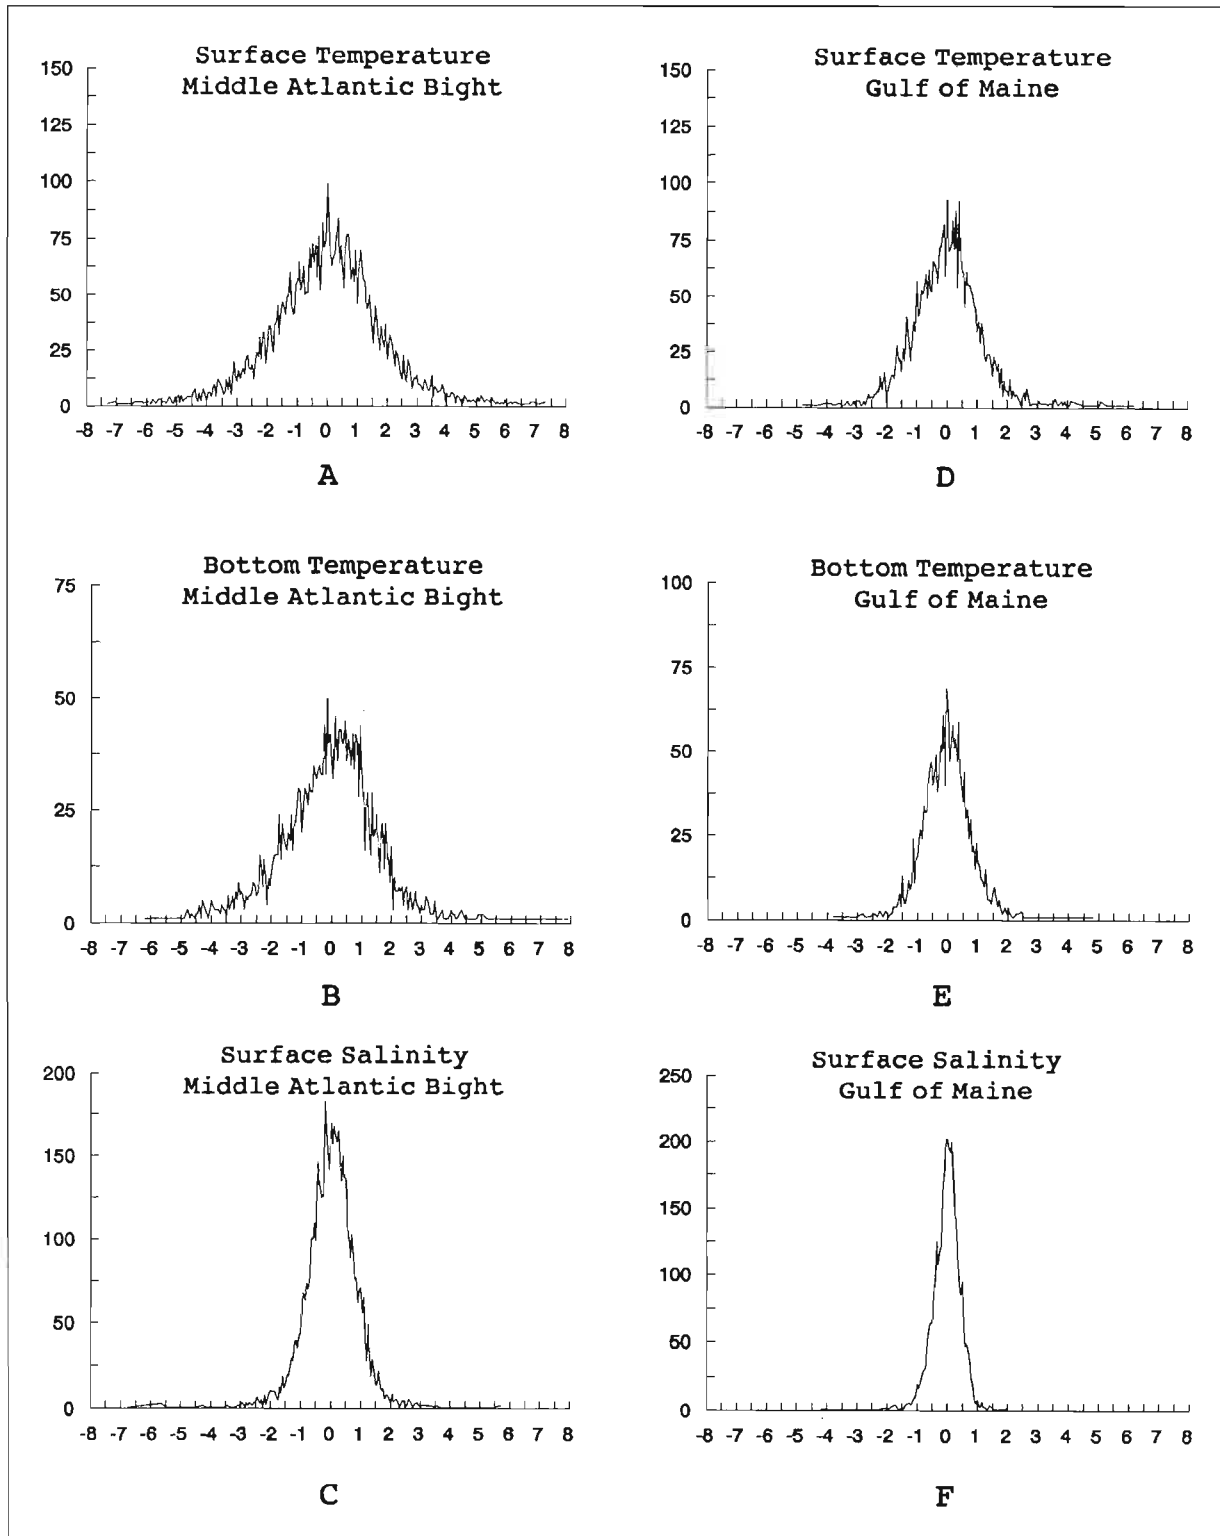 Surface Temperature
Middle Atlantic Bight
150
125
100
75
50
25
0
-8 -7 -6 -5 -4 -3 -2 -1 0 1 2 3 4 5 6 7 8
A
Surface Temperature
Gulf of Maine
150
125
100
75
50
25
0
-8 -7 -6 -5 -4 -3 -2 -1 0 1 2 3 4 5 6 7 8
D
Bottom Temperature
Middle Atlantic Bight
75
50
25
0
-8 -7 -6 -5 -4 -3 -2 -1 0 1 2 3 4 5 6 7 8
B
Bottom Temperature
Gulf of Maine
100
75
50
25
0
-8 -7 -6 -5 -4 -3 -2 -1 0 1 2 3 4 5 6 7 8
E
Surface Salinity
Middle Atlantic Bight
200
150
100
50
0
-8 -7 -6 -5 -4 -3 -2 -1 0 1 2 3 4 5 6 7 8
C
Surface Salinity
Gulf of Maine
250
200
150
100
50
0
-8 -7 -6 -5 -4 -3 -2 -1 0 1 2 3 4 5 6 7 8
F